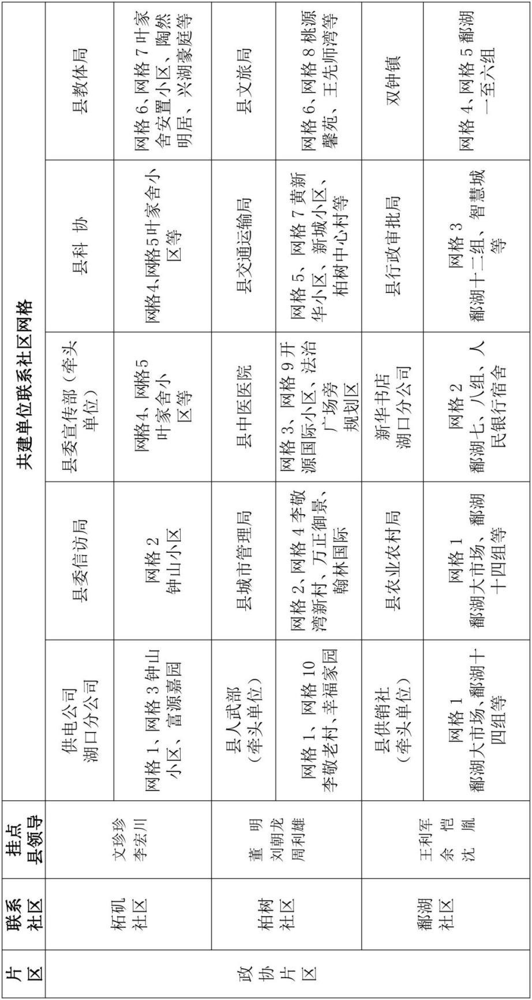 片
区
联系
社区
挂点
县领导
共建单位联系社区网格
政
协
片
区
柘矶
社区
文珍珍
李宏川
供电公司
湖口分公司
县委信访局
县委宣传部（牵头
单位）
县科 协
县教体局
网格 1、网格 3 钟山
小区、富源嘉园
网格 2
钟山小区
网格4、网格5
叶家舍小
区等
网格4、网格5叶家舍小
区等
网格 6、网格 7 叶家
舍安置小区、陶然
明居、兴湖豪庭等
柏树
社区
董 明
刘朝龙
周利雄
县人武部
（牵头单位）
县城市管理局
县中医医院
县交通运输局
县文旅局
网格 1、网格 10
李敬老村、幸福家园
网格 2、网格 4 李敬
湾新村、万正御景、
翰林国际
网格 3、网格 9 开
源国际小区、法治
广场旁
规划区
网格 5、 网格 7 黄新
华小区、新城小区、
柏树中心村等
网格 6、网格 8 桃源
馨苑、王先师湾等
鄱湖
社区
王利军
余 恺
沈 胤
县供销社
（牵头单位）
县农业农村局
新华书店
湖口分公司
县行政审批局
双钟镇
网格 1
鄱湖大市场、鄱湖十
四组等
网格 1
鄱湖大市场、鄱湖
十四组等
网格 2
鄱湖七、八组、人
民银行宿舍
网格 3
鄱湖十二组、智慧城
等
网格 4、网格 5 鄱湖
一至六组